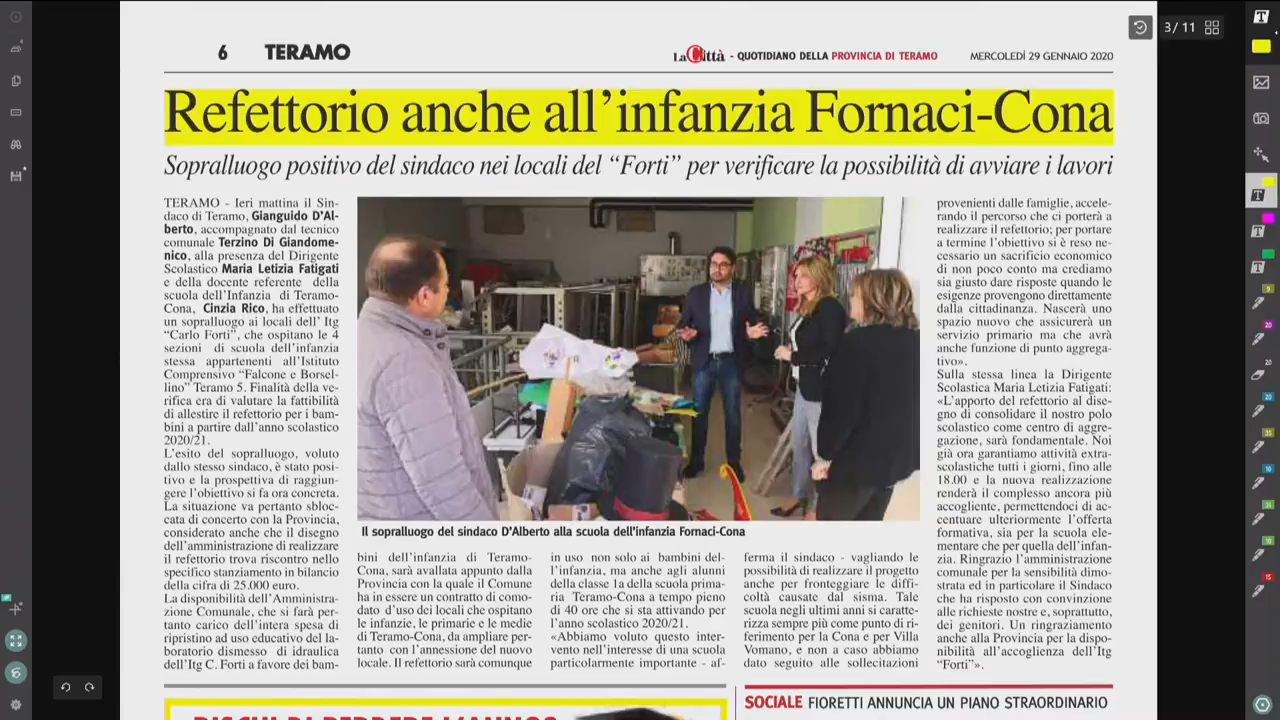 3/11
6 TERAMO
La Città - QUOTIDIANO DELLA PROVINCIA DI TERAMO
MERCOLEDÌ 29 GENNAIO 2020
Refettorio anche all'infanzia Fornaci-Cona
Sopralluogo positivo del sindaco nei locali del “Forti” per verificare la possibilità di avviare i lavori
TERAMO - Ieri mattina il Sin-
daco di Teramo, Gianguido D'Al-
berto, accompagnato dal tecnico
comunale Terzino Di Giandome-
nico, alla presenza del Dirigente
Scolastico Maria Letizia Fatigati
e della docente referente della
scuola dell'Infanzia di Teramo-
Cona, Cinzia Rico, ha effettuato
un sopralluogo ai locali dell' Itg
“Carlo Forti”, che ospitano le 4
sezioni di scuola dell'infanzia
stessa appartenenti all'Istituto
Comprensivo “Falcone e Borsel-
lino” Teramo 5. Finalità della ve-
rifica era di valutare la fattibilità
di allestire il refettorio per i bam-
bini a partire dall'anno scolastico
2020/21.
L'esito del sopralluogo, voluto
dallo stesso sindaco, è stato posi-
tivo e la prospettiva di raggiun-
gere l'obiettivo si fa ora concreta.
La situazione va pertanto sbloc-
cata di concerto con la Provincia,
considerato anche che il disegno
dell'amministrazione di realizzare
il refettorio trova riscontro nello
specifico stanziamento in bilancio
della cifra di 25.000 euro.
La disponibilità dell'Amministra-
zione Comunale, che si farà per-
tanto carico dell'intera spesa di
ripristino ad uso educativo del la-
boratorio dismesso di idraulica
dell'Itg C. Forti a favore dei bam-
Il sopralluogo del sindaco D'Alberto alla scuola dell'infanzia Fornaci-Cona
bini dell'infanzia di Teramo-
Cona, sarà avallata appunto dalla
Provincia con la quale il Comune
ha in essere un contratto di como-
dato d'uso dei locali che ospitano
le infanzie, le primarie e le medie
di Teramo-Cona, da ampliare per-
tanto con l'annessione del nuovo
locale. Il refettorio sarà comunque
in uso non solo ai bambini del-
l'infanzia, ma anche agli alunni
della classe 1a della scuola prima-
ria Teramo-Cona a tempo pieno
di 40 ore che si sta attivando per
l'anno scolastico 2020/21.
«Abbiamo voluto questo inter-
vento nell'interesse di una scuola
particolarmente importante - af-
ferma il sindaco - vagliando le
possibilità di realizzare il progetto
anche per fronteggiare le diffi-
coltà causate dal sisma. Tale
scuola negli ultimi anni si caratte-
rizza sempre più come punto di ri-
ferimento per la Cona e per Villa
Vomano, e non a caso abbiamo
dato seguito alle sollecitazioni
provenienti dalle famiglie, accele-
rando il percorso che ci porterà a
realizzare il refettorio; per portare
a termine l'obiettivo si è reso ne-
cessario un sacrificio economico
di non poco conto ma crediamo
sia giusto dare risposte quando le
esigenze provengono direttamente
dalla cittadinanza. Nascerà uno
spazio nuovo che assicurerà un
servizio primario ma che avrà
anche funzione di punto aggrega-
tivo».
Sulla stessa linea la Dirigente
Scolastica Maria Letizia Fatigati:
«L'apporto del refettorio al dise-
gno di consolidare il nostro polo
scolastico come centro di aggre-
gazione, sarà fondamentale. Noi
già ora garantiamo attività extra-
scolastiche tutti i giorni, fino alle
18.00 e la nuova realizzazione
renderà il complesso ancora più
accogliente, permettendoci di ac-
centuare ulteriormente l'offerta
formativa, sia per la scuola ele-
mentare che per quella dell'infan-
zia. Ringrazio l'amministrazione
comunale per la sensibilità dimo-
strata ed in particolare il Sindaco
che ha risposto con convinzione
alle richieste nostre e, soprattutto,
dei genitori. Un ringraziamento
anche alla Provincia per la dispo-
nibilità all'accoglienza dell'Itg
“Forti”».
SOCIALE FIORETTI ANNUNCIA UN PIANO STRAORDINARIO